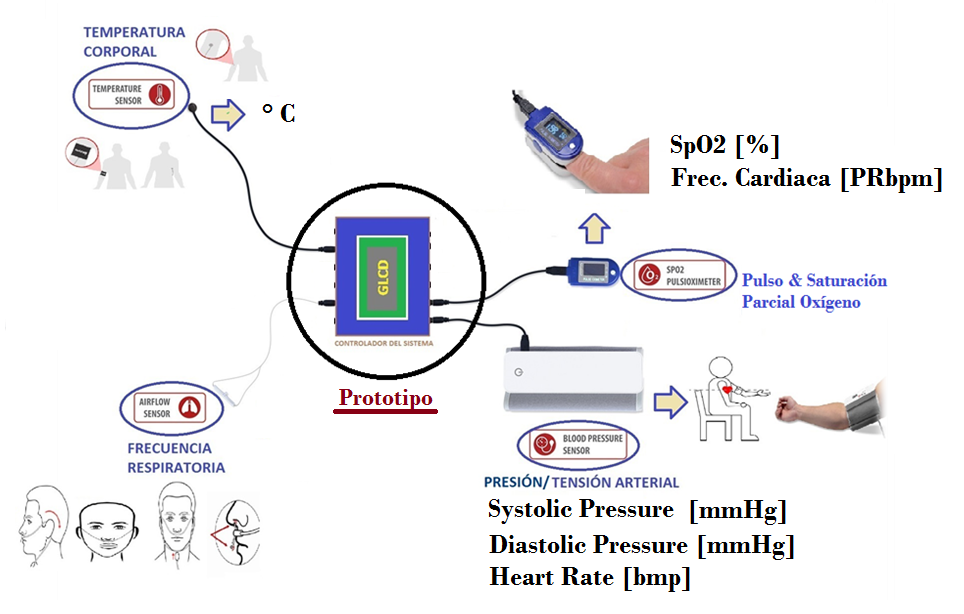 TEMPERATURA
CORPORAL
TEMPERATURE
SENSOR
° C
SpO2 [%]
Frec. Cardiaca [PRbpm]
GLCD
SPO2
PULSIOXIMETER
Pulso & Saturación
Parcial Oxígeno
CONTROLADOR DEL SISTEMA
Prototipo
AIRFLOW
SENSOR
FRECUENCIA
RESPIRATORIA
BLOOD PRESSURE
SENSOR
PRESIÓN/ TENSIÓN ARTERIAL
Systolic Pressure [mmHg]
Diastolic Pressure [mmHg]
Heart Rate [bmp]